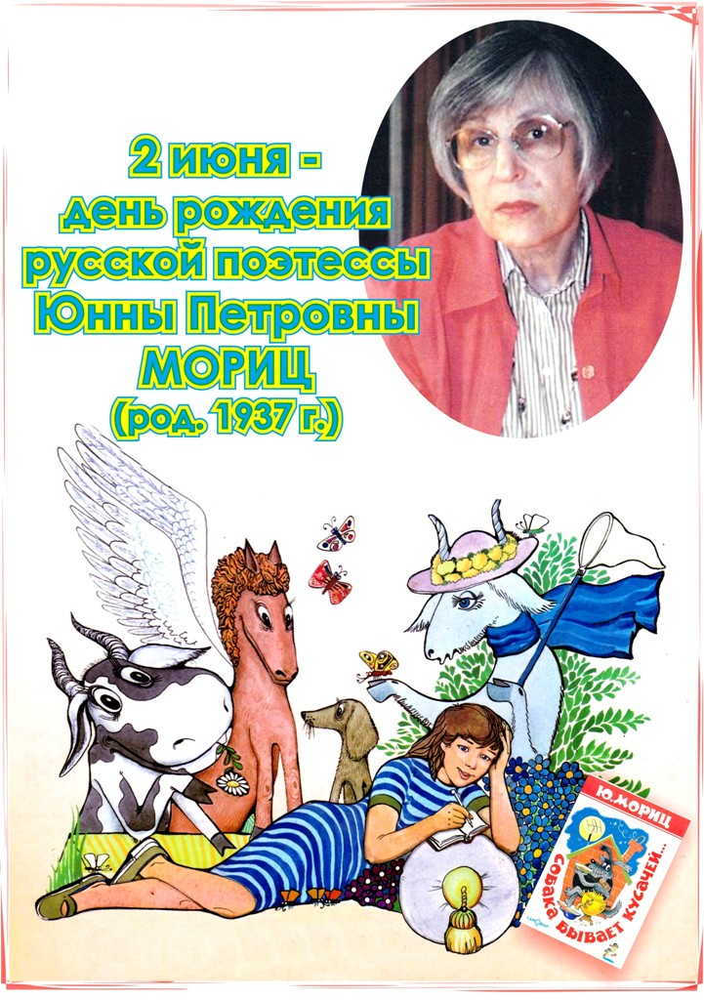 2 июня -
день рождения
русской поэтессы
Юнны Петровны
МОРИЦ
(род. 1937 г.)
Ю.МОРИЦ
СОБАКА БЫВАЕТ КУСАЧЕЙ...